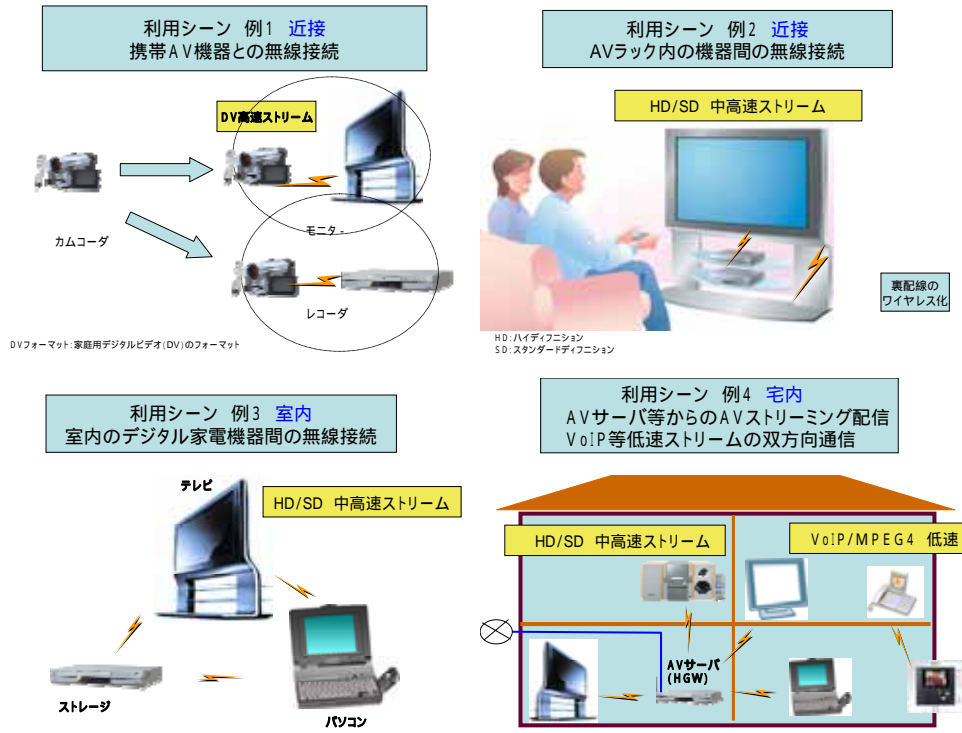 利用シーン 例1 近接
携帯AV機器との無線接続
DV高速ストリーム
カムコーダ
モニター
レコーダ
DVフォーマット:家庭用デジタルビデオ(DV)のフォーマット
利用シーン 例2 近接
AVラック内の機器間の無線接続
HD/SD 中高速ストリーム
裏配線の
ワイヤレス化
HD:ハイディフニション
SD:スタンダードディフニション
利用シーン 例3 室内
室内のデジタル家電機器間の無線接続
テレビ
HD/SD 中高速ストリーム
ストレージ
パソコン
利用シーン 例4 宅内
AVサーバ等からのAVストリーミング配信
VoIP等低速ストリームの双方向通信
HD/SD 中高速ストリーム
VoIP/MPEG4 低速
AVサーバ
(HGW)